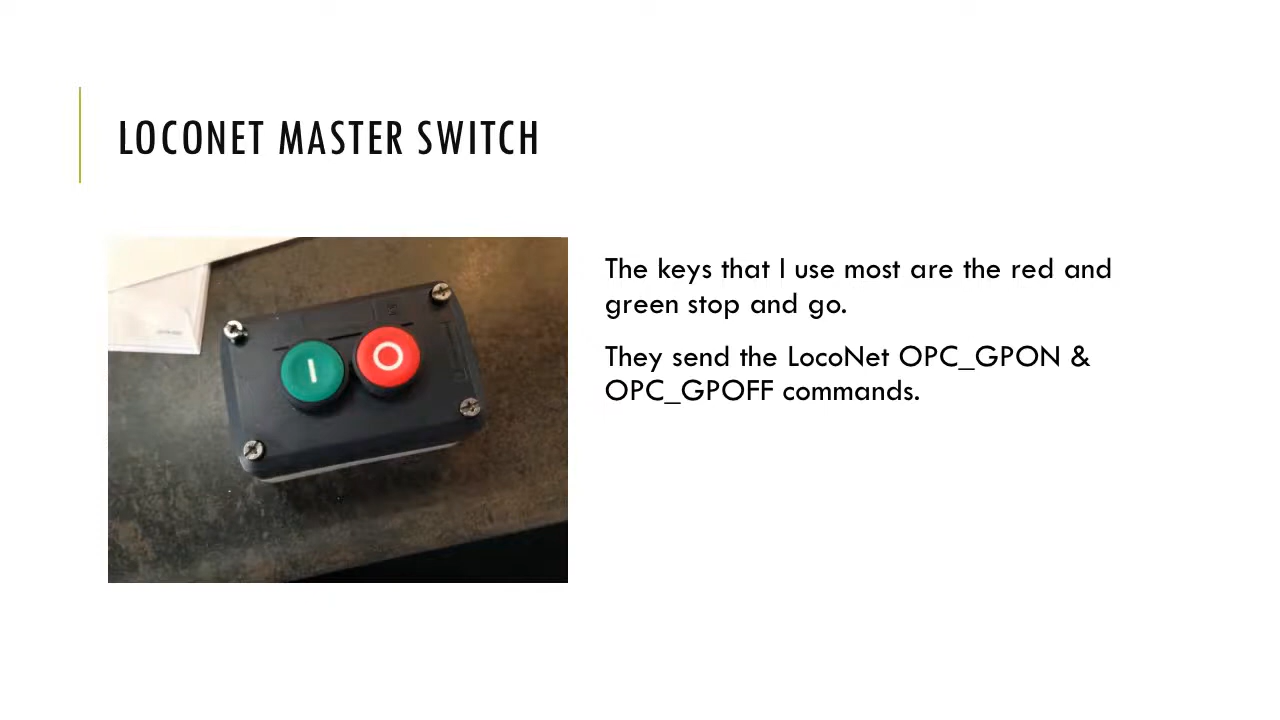 LOCONET MASTER SWITCH
The keys that I use most are the red and
green stop and go.
They send the LocoNet OPC_GPON &
OPC_GPOFF commands.
I
O